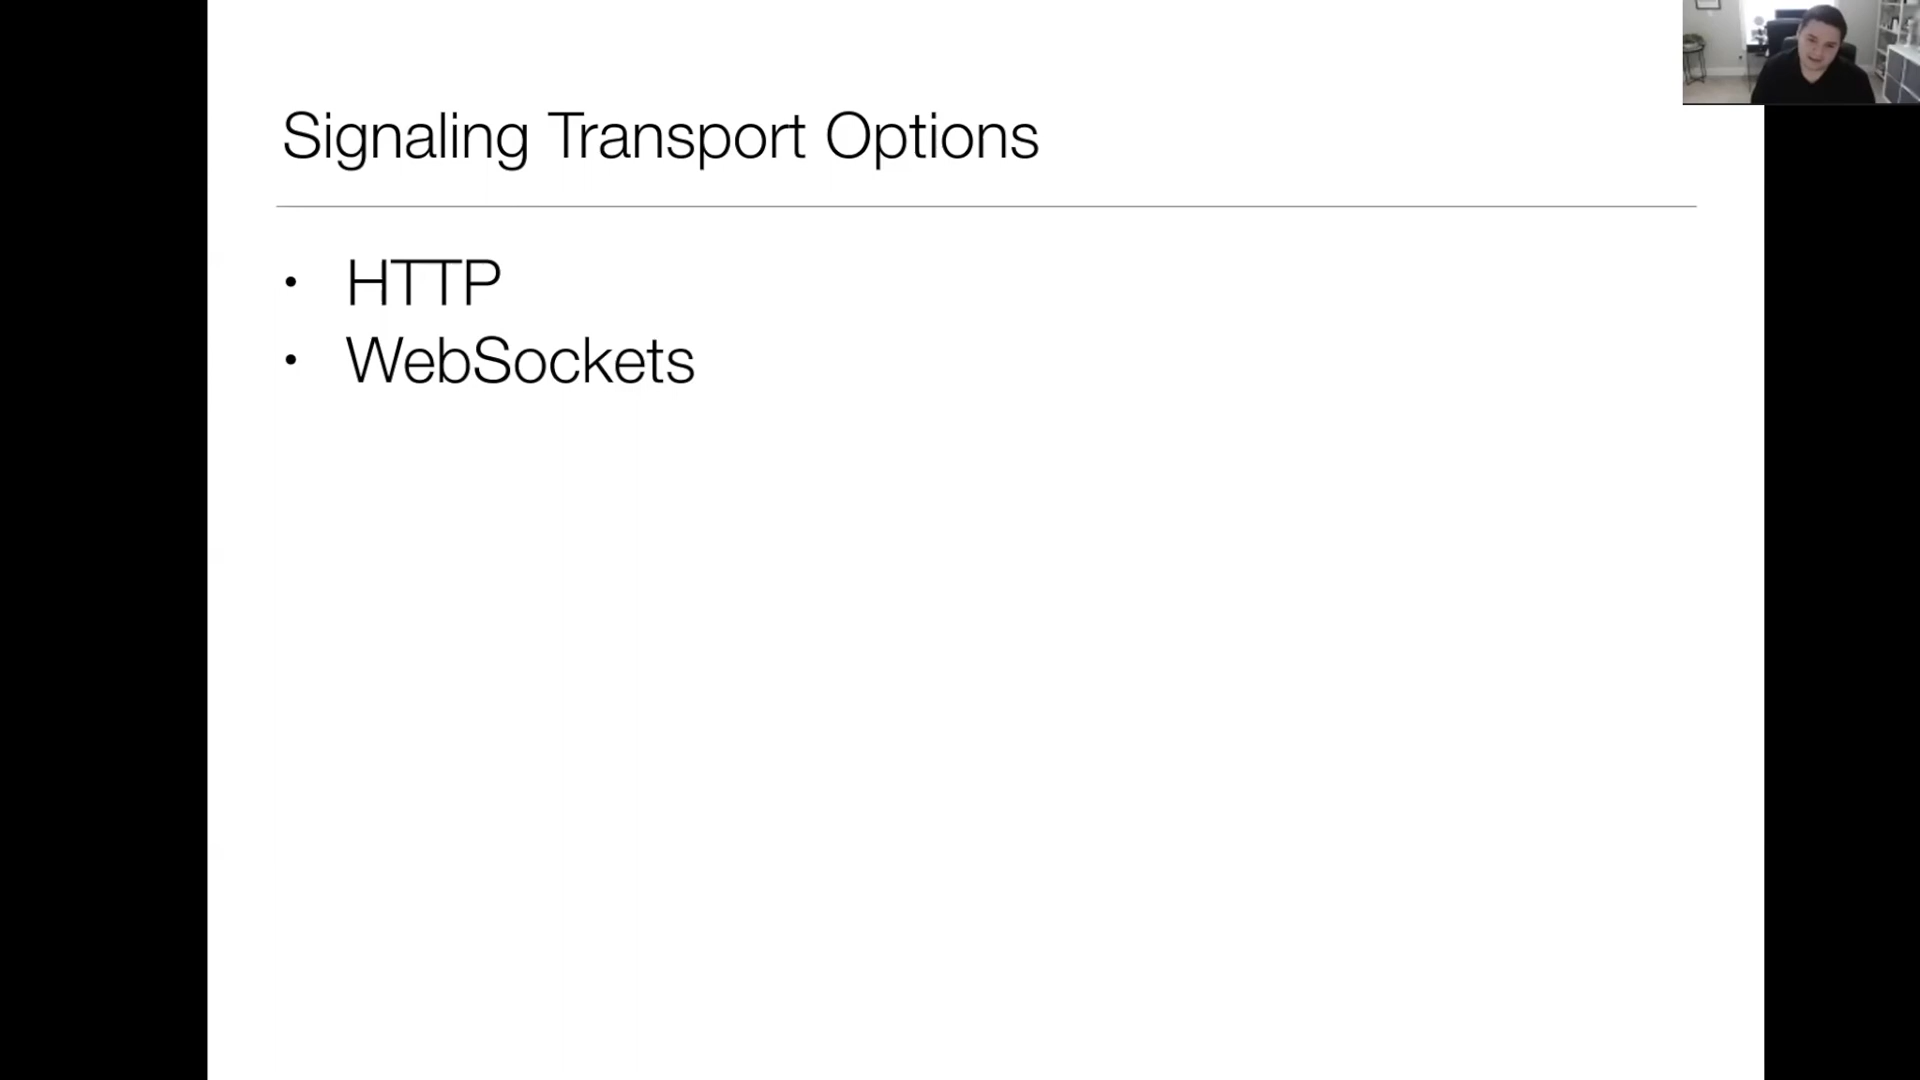 Signaling Transport Options
• HTTP
• WebSockets